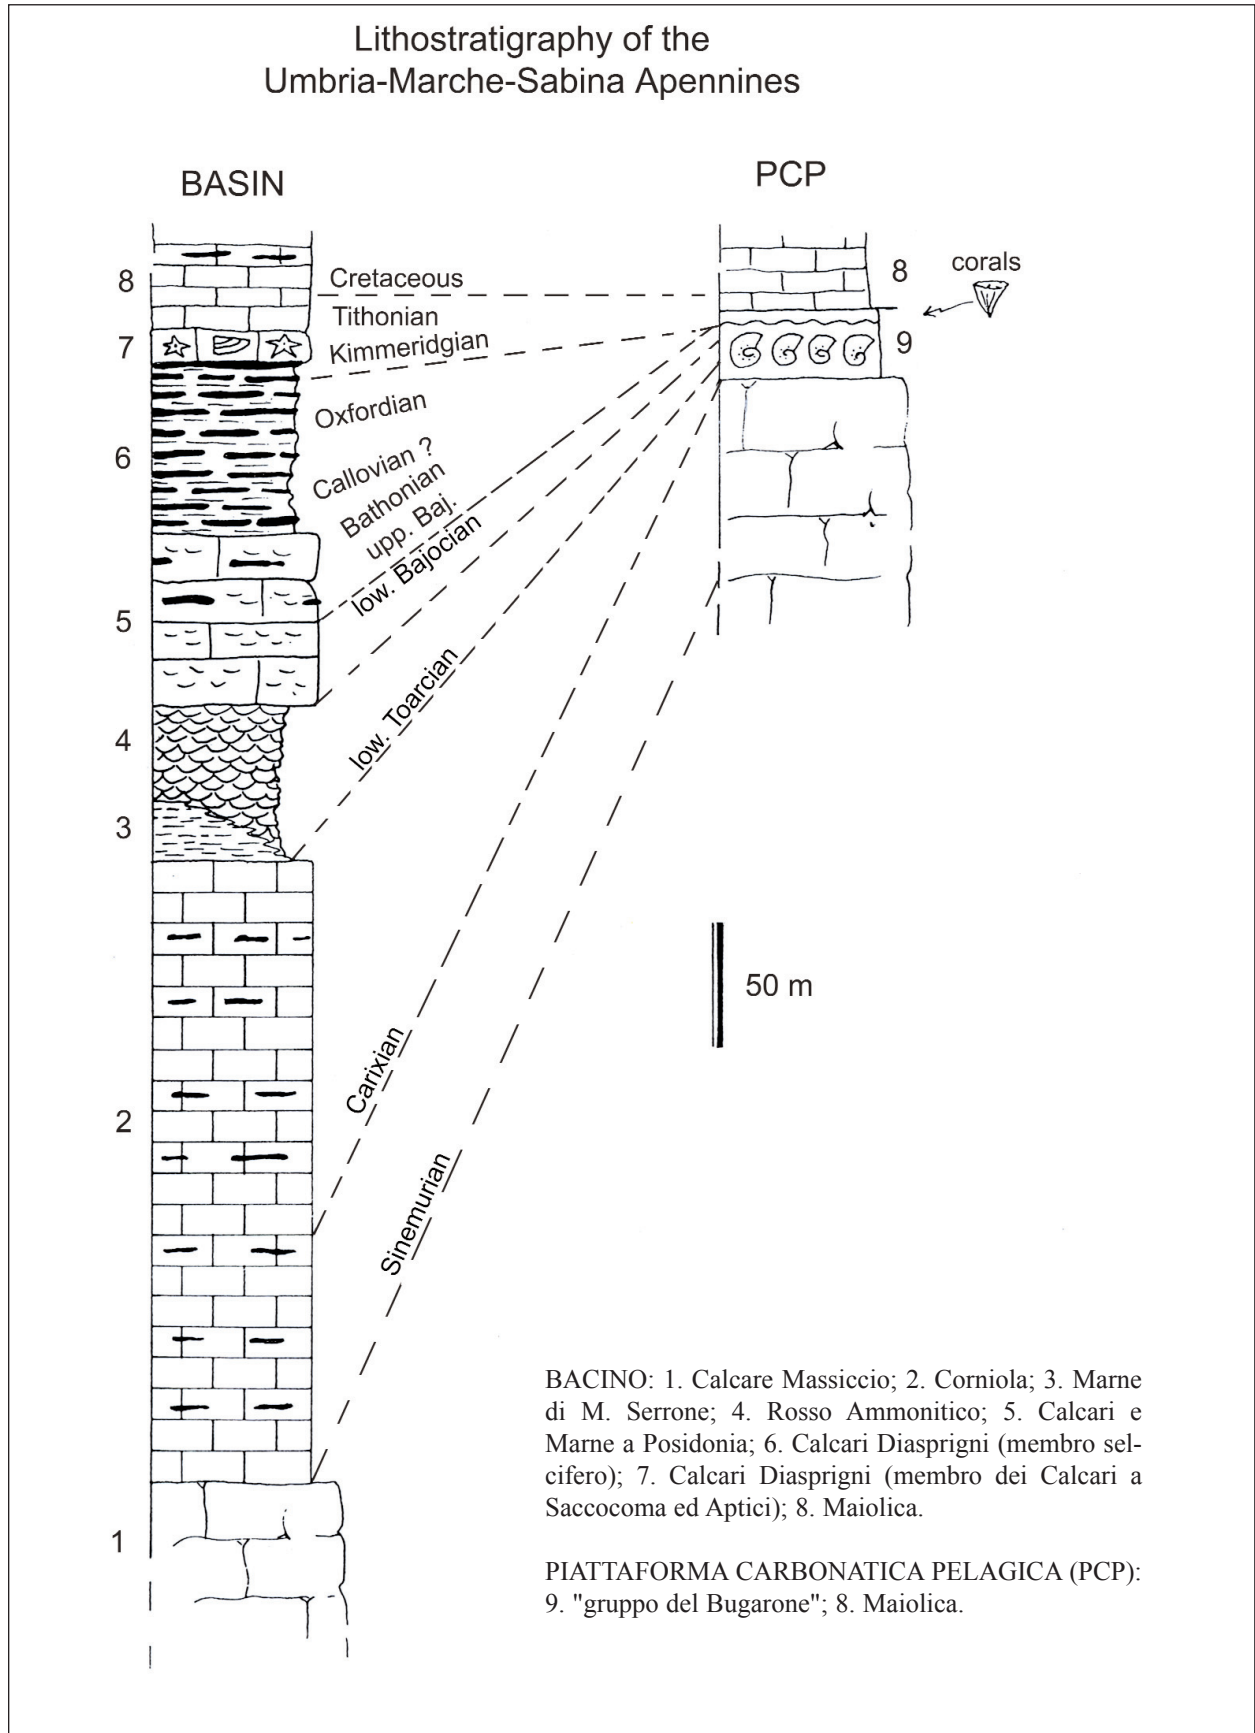 Lithostratigraphy of the
Umbria-Marche-Sabina Apennines
BASIN
PCP
8
Cretaceous
8
corals
Tithonian
7
Kimmeridgian
9
Oxfordian
6
Callovian ?
Bathonian
upp. Baj.
low. Bajocian
5
4
low. Toarcian
3
50 m
Carixian
2
Sinemurian
1
BACINO: 1. Calcare Massiccio; 2. Corniola; 3. Marne
di M. Serrone; 4. Rosso Ammonitico; 5. Calcari e
Marne a Posidonia; 6. Calcari Diasprigni (membro sel-
cifero); 7. Calcari Diasprigni (membro dei Calcari a
Saccocoma ed Aptici); 8. Maiolica.
PIATTAFORMA CARBONATICA PELAGICA (PCP):
9. "gruppo del Bugarone"; 8. Maiolica.